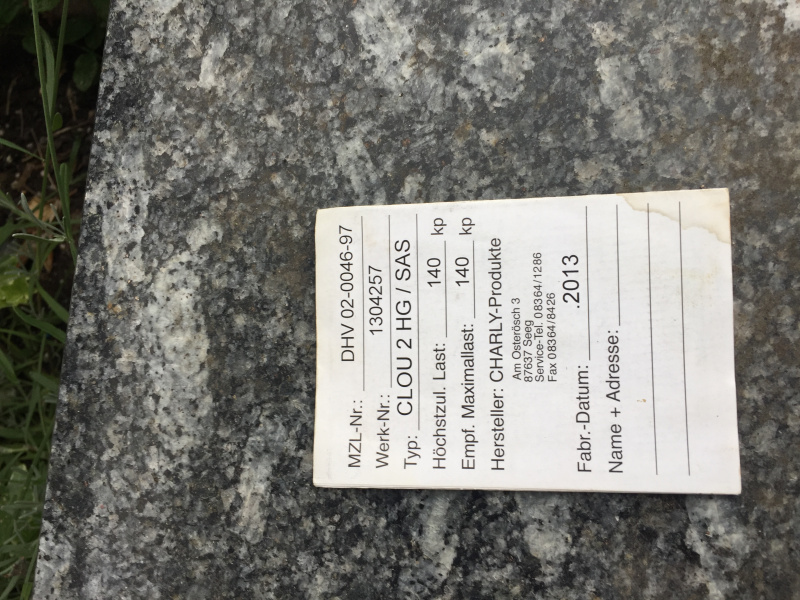 MZL-Nr.: DHV 02-0046-97
Werk-Nr.: 1304257
Typ: CLOU 2 HG / SAS
Höchstzul. Last: 140 kp
Empf. Maximallast: 140 kp
Hersteller: CHARLY-Produkte
Am Osterösch 3
87637 Seeg
Service-Tel. 08364/1286
Fax 08364/8426
Fabr.-Datum: .2013
Name + Adresse: